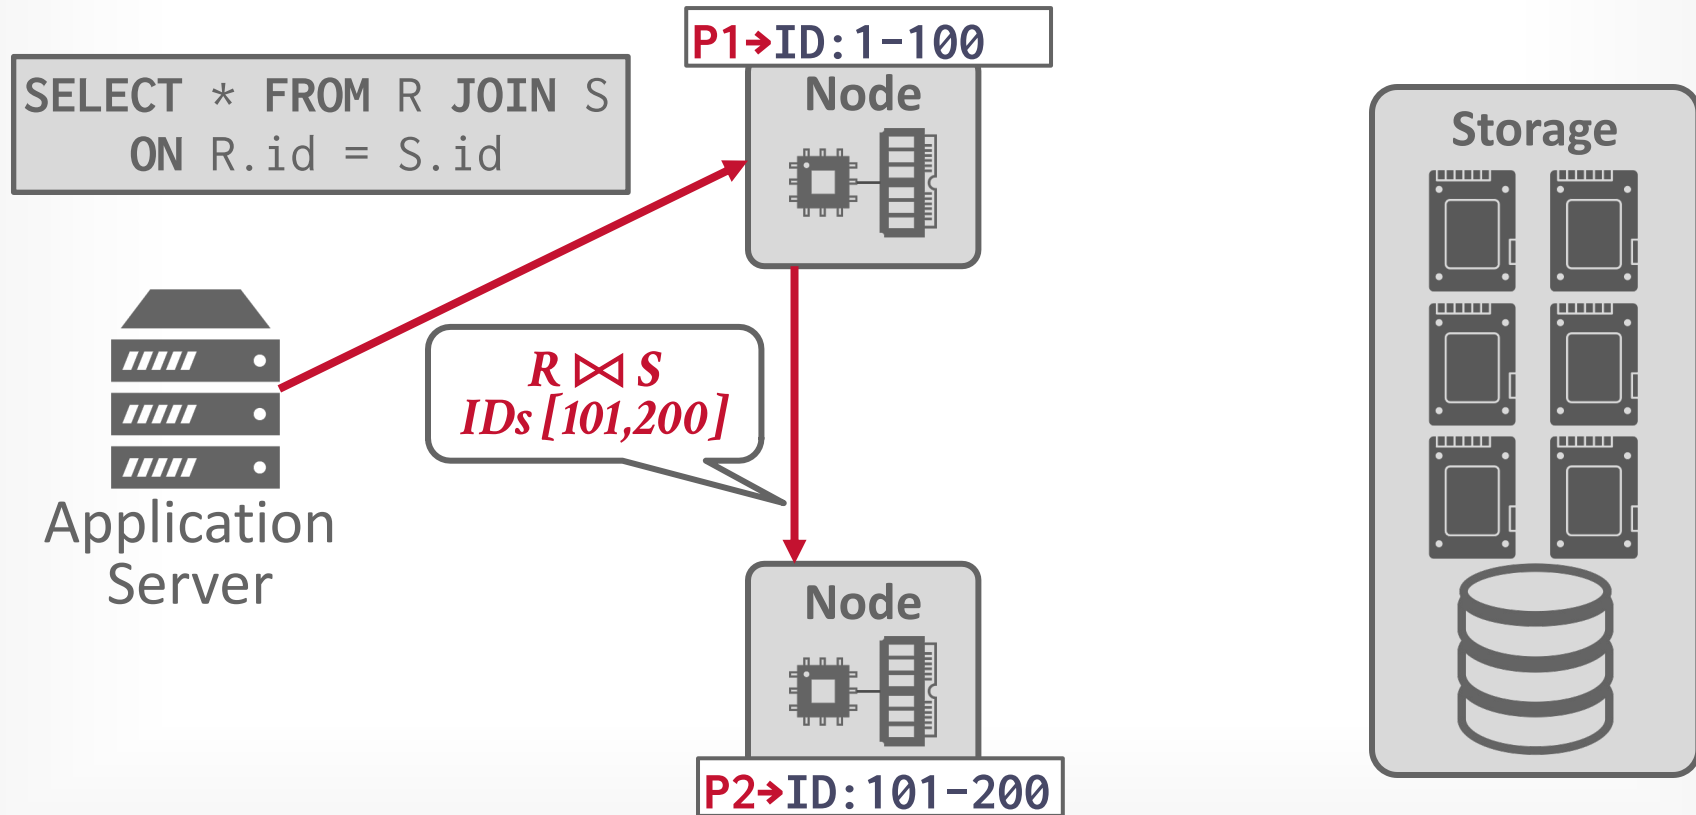 P1→ID:1-100
SELECT * FROM R JOIN S
ON R.id = S.id
Node
Storage
R ⋈ S
IDs [101,200]
Application
Server
Node
P2→ID:101-200